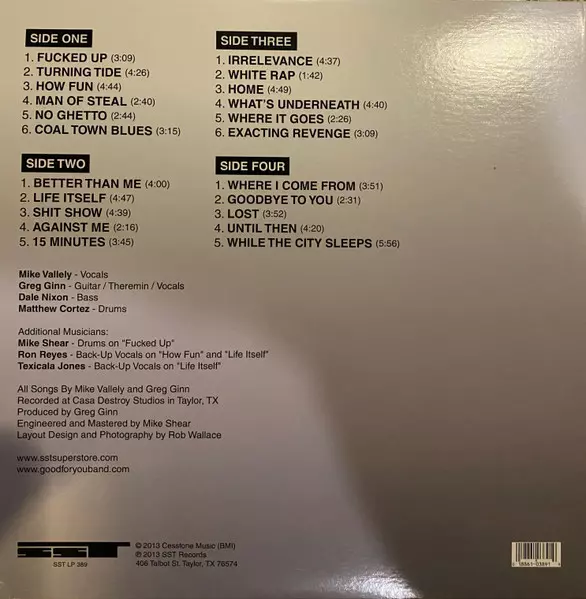 SIDE ONE
1. FUCKED UP (3:09)
2. TURNING TIDE (4:26)
3. HOW FUN (4:44)
4. MAN OF STEAL (2:40)
5. NO GHETTO (2:44)
6. COAL TOWN BLUES (3:15)
SIDE TWO
1. BETTER THAN ME (4:00)
2. LIFE ITSELF (4:47)
3. SHIT SHOW (4:39)
4. AGAINST ME (2:16)
5. 15 MINUTES (3:45)
SIDE THREE
1. IRRELEVANCE (4:37)
2. WHITE RAP (1:42)
3. HOME (4:49)
4. WHAT'S UNDERNEATH (4:40)
5. WHERE IT GOES (2:26)
6. EXACTING REVENGE (3:09)
SIDE FOUR
1. WHERE I COME FROM (3:51)
2. GOODBYE TO YOU (2:31)
3. LOST (3:52)
4. UNTIL THEN (4:20)
5. WHILE THE CITY SLEEPS (5:56)
Mike Vallely - Vocals
Greg Ginn - Guitar / Theremin / Vocals
Dale Nixon - Bass
Matthew Cortez - Drums
Additional Musicians:
Mike Shear - Drums on "Fucked Up"
Ron Reyes - Back-Up Vocals on "How Fun" and "Life Itself"
Texicala Jones - Back-Up Vocals on "Life Itself"
All Songs By Mike Vallely and Greg Ginn
Recorded at Casa Destroy Studios in Taylor, TX
Produced by Greg Ginn
Engineered and Mastered by Mike Shear
Layout Design and Photography by Rob Wallace
www.sstsuperstore.com
www.goodforyouband.com
SST
SST LP 389
© 2013 Cesstone Music (BMI)
℗ 2013 SST Records
406 Talbot St. Taylor, TX 76574